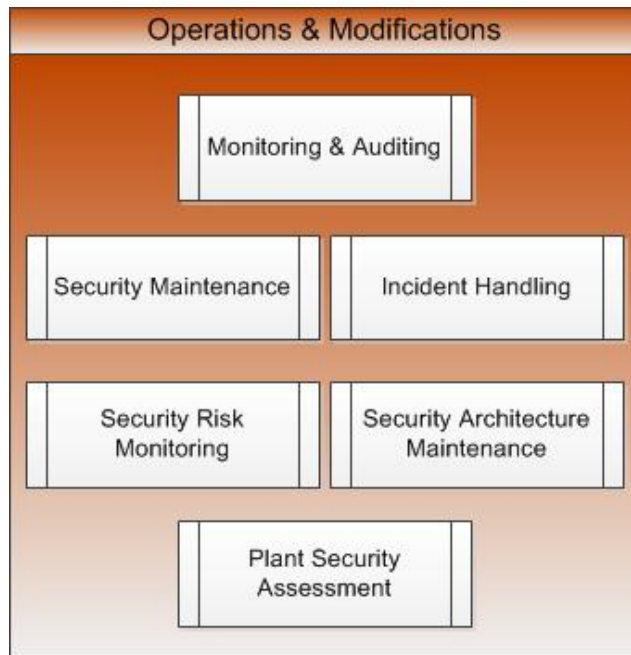 Operations & Modifications
Monitoring & Auditing
Security Maintenance
Incident Handling
Security Risk
Monitoring
Security Architecture
Maintenance
Plant Security
Assessment